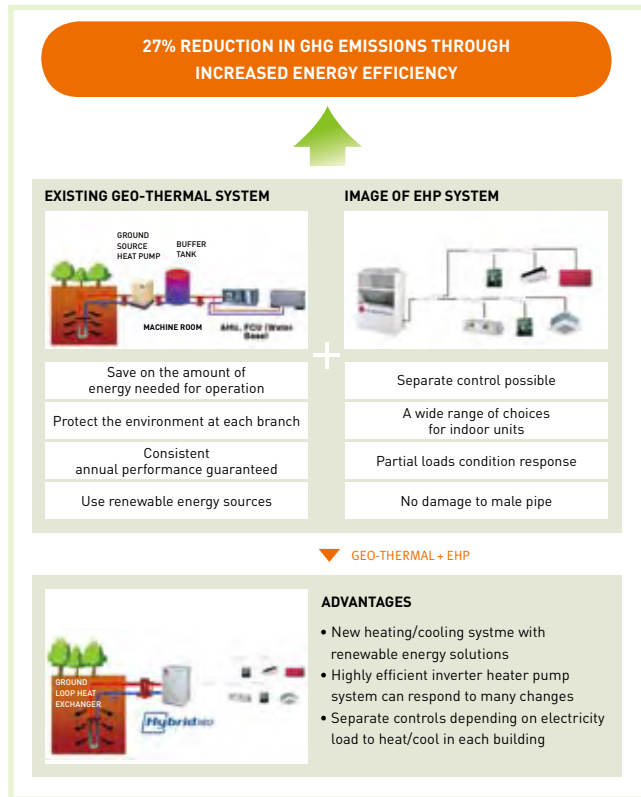 27% REDUCTION IN GHG EMISSIONS THROUGH
INCREASED ENERGY EFFICIENCY
EXISTING GEO-THERMAL SYSTEM
GROUND
SOURCE
HEAT PUMP
BUFFER
TANK
MACHINE ROOM
AHU, FCU (Water
Base)
Save on the amount of
energy needed for operation
Protect the environment at each branch
Consistent
annual performance guaranteed
Use renewable energy sources
IMAGE OF EHP SYSTEM
+
Separate control possible
A wide range of choices
for indoor units
Partial loads condition response
No damage to male pipe
GEO-THERMAL + EHP
GROUND
LOOP HEAT
EXCHANGER
Hybrid
ADVANTAGES
• New heating/cooling systme with
renewable energy solutions
• Highly efficient inverter heater pump
system can respond to many changes
• Separate controls depending on electricity
load to heat/cool in each building